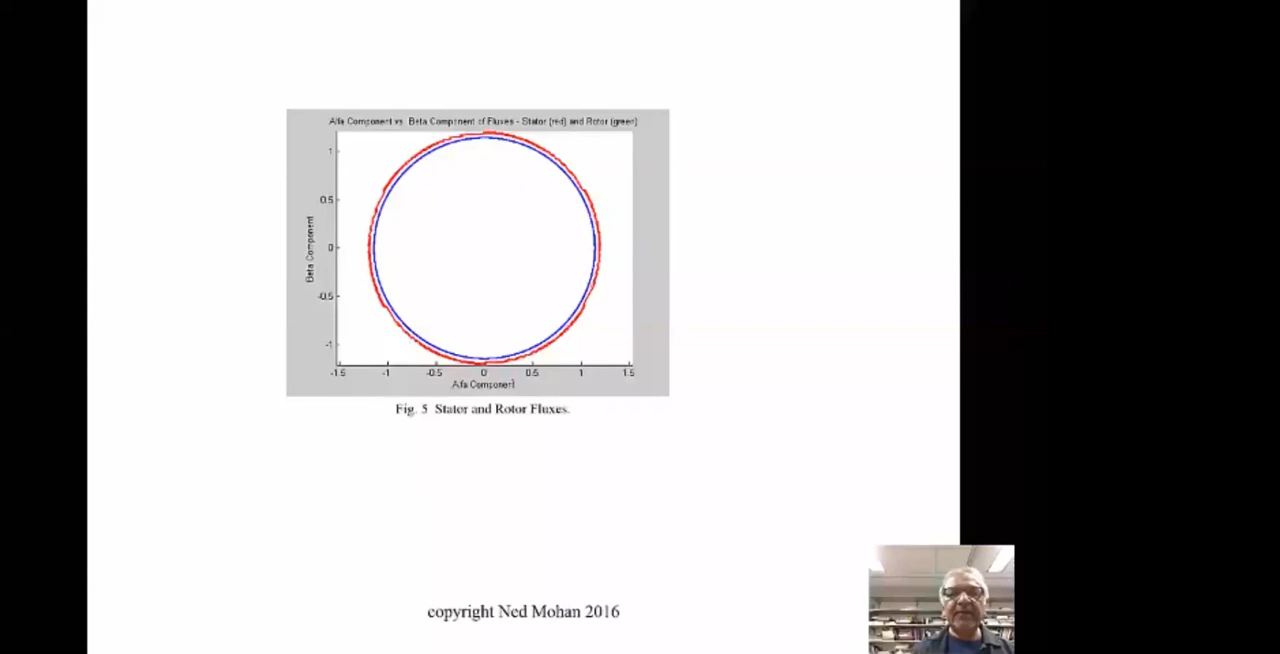 Alfa Component vs. Beta Component of Fluxes - Stator (red) and Rotor (green)
1
0.5
0
-0.5
-1
Beta Component
-1.5 -1 -0.5 0 0.5 1 1.5
Alfa Component
Fig. 5 Stator and Rotor Fluxes.
copyright Ned Mohan 2016